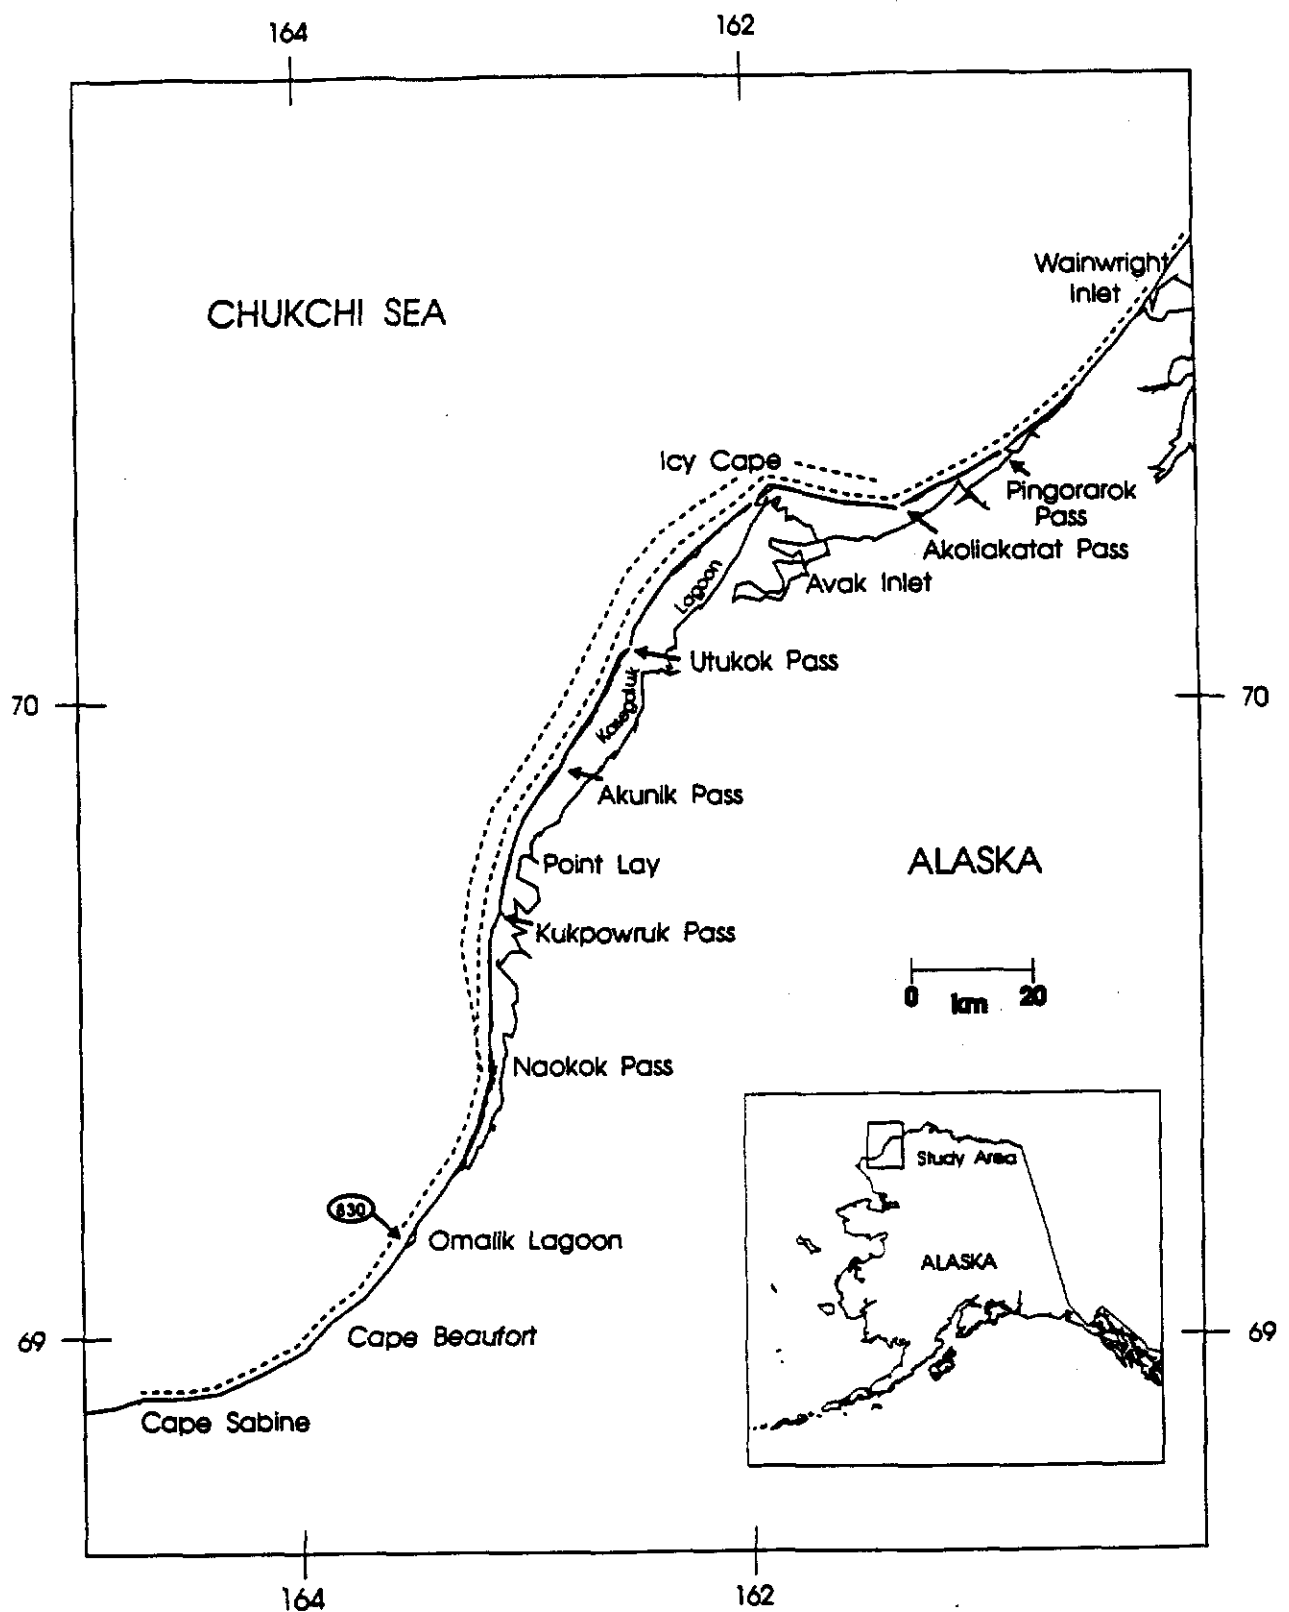 164
162
Wainwright
Inlet
CHUKCHI SEA
Icy Cape
Pingorarok
Pass
Akoliakatat Pass
Lagoon
Avak Inlet
Utukok Pass
Kasegaluk
70
70
Akunik Pass
Point Lay
ALASKA
Kukpowruk Pass
0 km 20
Naokok Pass
Study Area
830
Omalik Lagoon
ALASKA
69
Cape Beaufort
69
Cape Sabine
164
162